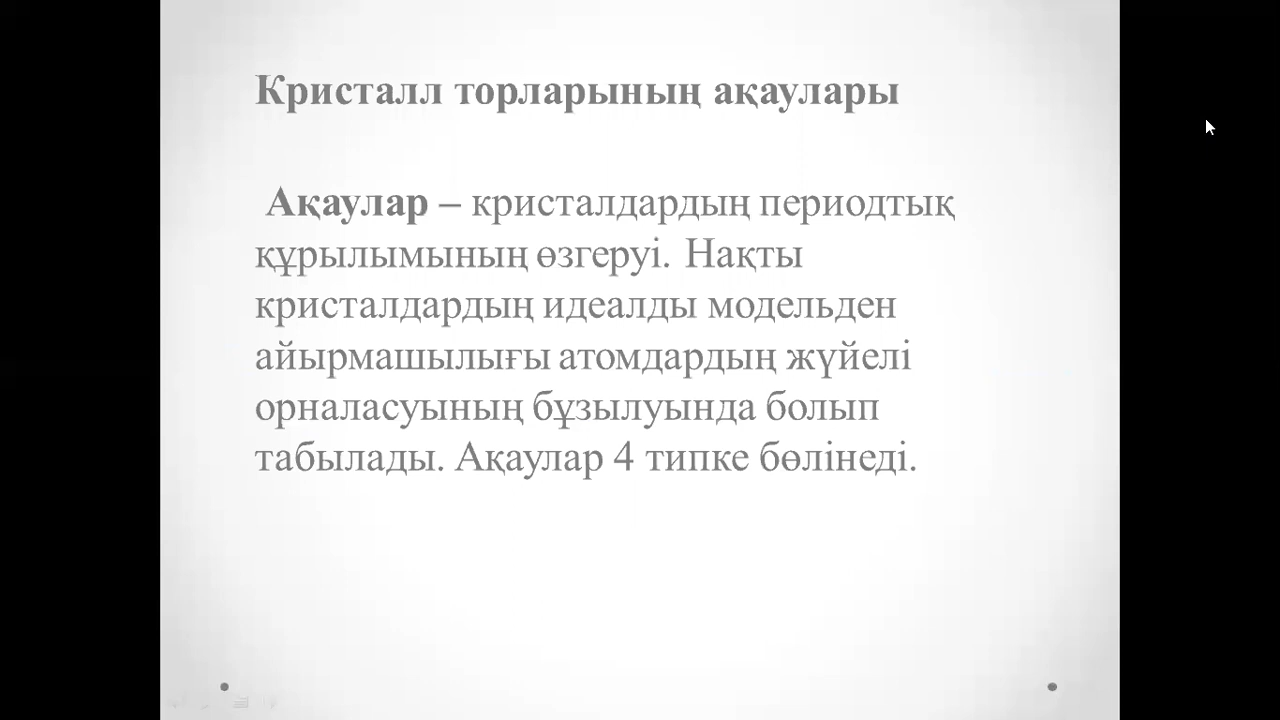 Кристалл торларының ақаулары
Ақаулар – кристалдардың периодтық
құрылымының өзгеруі. Нақты
кристалдардың идеалды модельден
айырмашылығы атомдардың жүйелі
орналасуының бұзылуында болып
табылады. Ақаулар 4 типке бөлінеді.